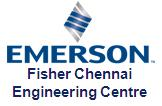 EMERSON
Fisher Chennai
Engineering Centre